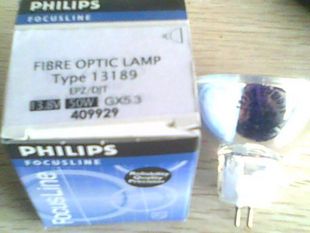 PHILIPS
FOCUSLINE
FIBRE OPTIC LAMP
Type 13189
EPZ/DJT
13.8V 50W GX5.3
409929
PHILIPS
FOCUSLINE
FocusLine
Reliability
Quality
Precision